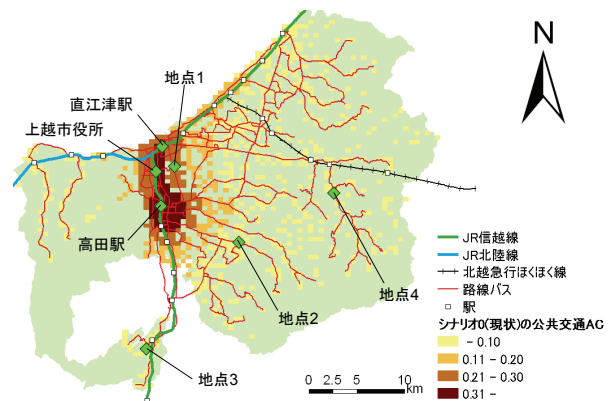 N
地点1
直江津駅
上越市役所
高田駅
地点2
地点4
地点3
JR信越線
JR北陸線
北越急行ほくほく線
路線バス
駅
シナリオ0(現状)の公共交通AC
- 0.10
0.11 - 0.20
0.21 - 0.30
0.31 -
0 2.5 5 10
km